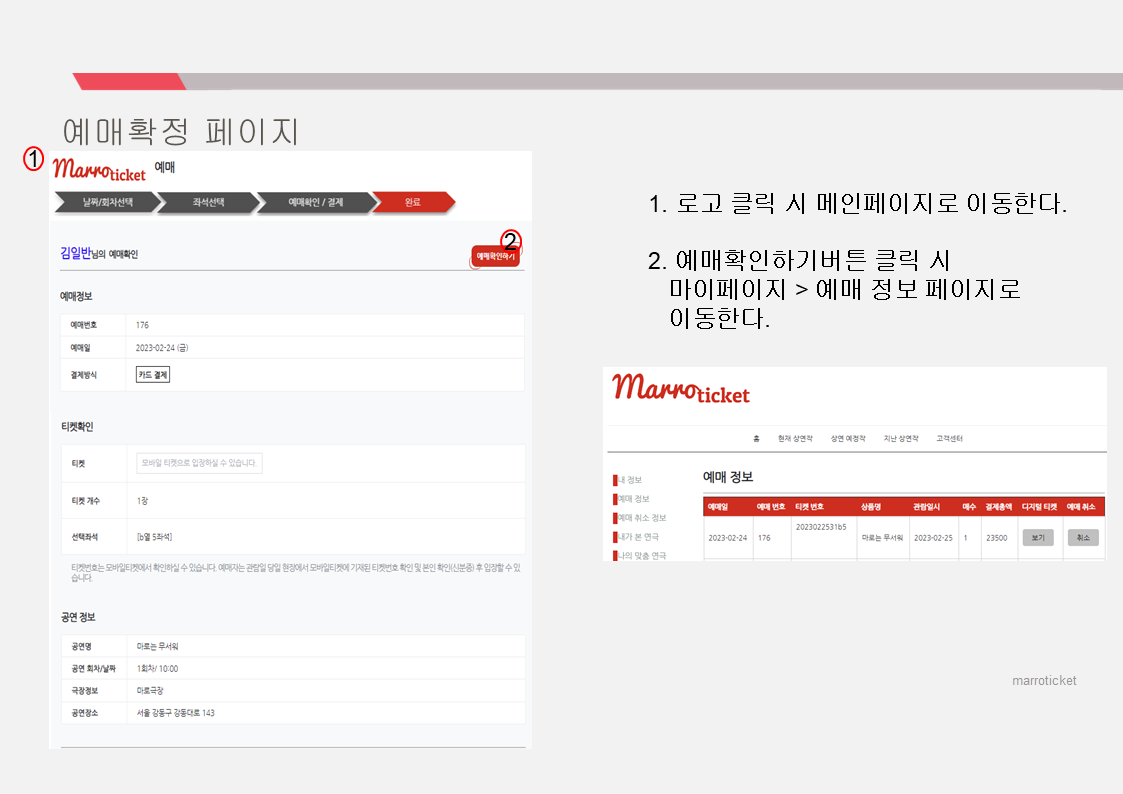 예매확정 페이지
1
Marroticket 예매
날짜/회차선택 좌석선택 예매확인 / 결제 완료
김일반님의 예매확인
2
예매확인하기
예매정보
예매번호 176
예매일 2023-02-24 (금)
결제방식 카드 결제
티켓확인
티켓 모바일 티켓으로 입장하실 수 있습니다.
티켓 개수 1장
선택좌석 [b열 5좌석]
티켓번호는 모바일티켓에서 확인하실 수 있습니다. 예매자는 관람일 당일 현장에서 모바일티켓에 기재된 티켓번호 확인 및 본인 확인(신분증) 후 입장할 수 있
습니다.
공연 정보
공연명 마로는 무서워
공연 회차/날짜 1회차/ 10:00
극장정보 마로극장
공연장소 서울 강동구 강동대로 143
1. 로고 클릭 시 메인페이지로 이동한다.
2. 예매확인하기버튼 클릭 시
마이페이지 > 예매 정보 페이지로
이동한다.
Marroticket
홈 현재 상연작 상연 예정작 지난 상연작 고객센터
내 정보
예매 정보
예매 취소 정보
내가 본 연극
나의 맞춤 연극
예매 정보
예매일 예매 번호 티켓 번호 상품명 관람일시 매수 결제총액 디지털 티켓 예매 취소
2023-02-24 176 2023022531b5 마로는 무서워 2023-02-25 1 23500 보기 취소
marroticket